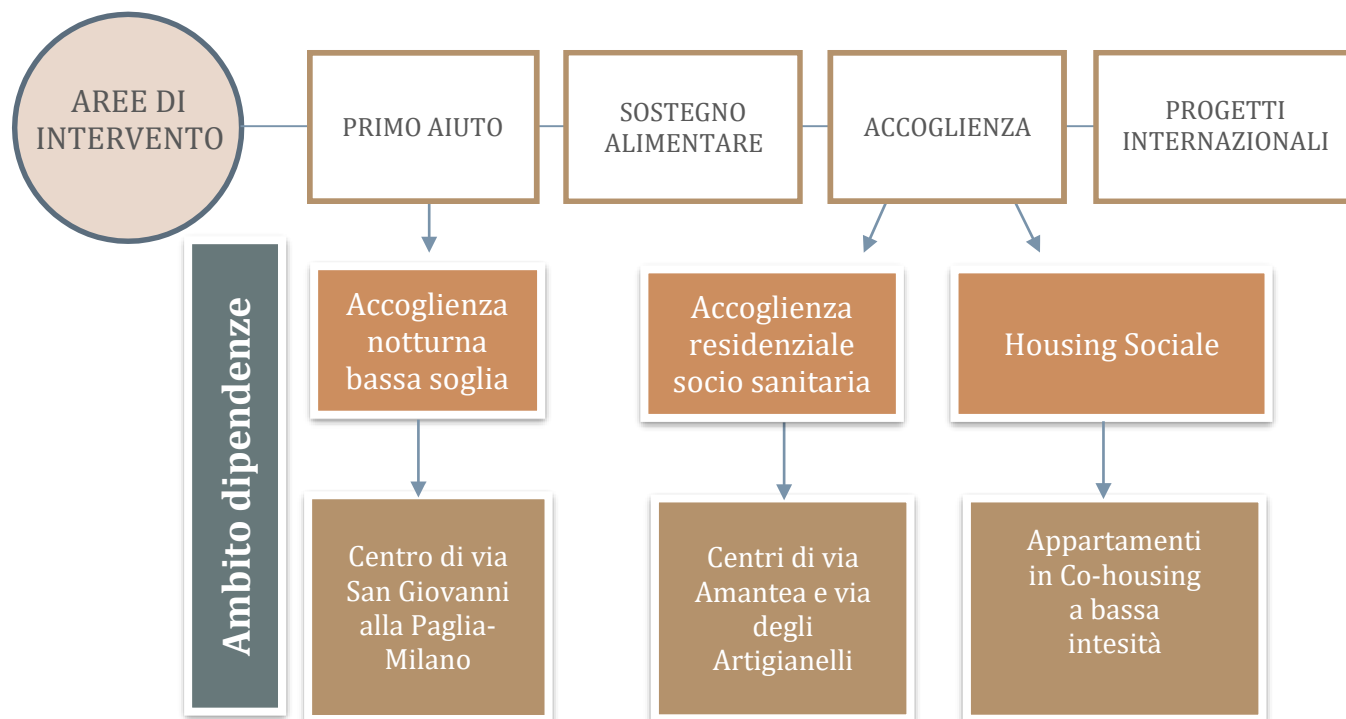 AREE DI
INTERVENTO
PRIMO AIUTO
SOSTEGNO
ALIMENTARE
ACCOGLIENZA
PROGETTI
INTERNAZIONALI
Ambito dipendenze
Accoglienza
notturna
bassa soglia
Accoglienza
residenziale
socio sanitaria
Housing Sociale
Centro di via
San Giovanni
alla Paglia-
Milano
Centri di via
Amantea e via
degli
Artigianelli
Appartamenti
in Co-housing
a bassa
intesità